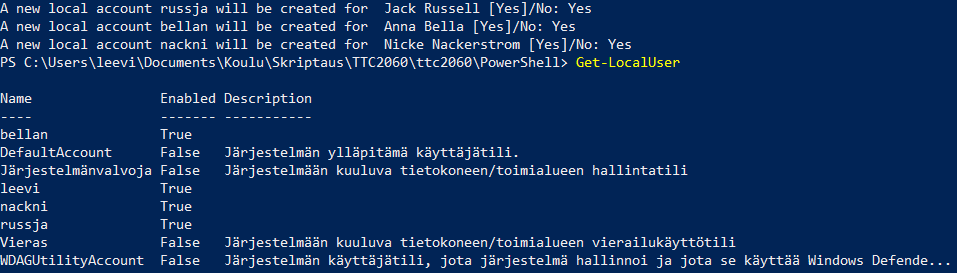 A new local account russja will be created for  Jack Russell [Yes]/No: Yes
A new local account bellan will be created for  Anna Bella [Yes]/No: Yes
A new local account nackni will be created for  Nicke Nackerstrom [Yes]/No: Yes
PS C:\Users\leevi\Documents\Koulu\Skriptaus\TTC2060\ttc2060\PowerShell> Get-LocalUser
Name               Enabled Description
----               ------- -----------
bellan             True
DefaultAccount     False   Järjestelmän ylläpitämä käyttäjätili.
Järjestelmänvalvoja False   Järjestelmään kuuluva tietokoneen/toimialueen hallintatili
leevi              True
nackni             True
russja             True
Vieras             False   Järjestelmään kuuluva tietokoneen/toimialueen vierailukäyttötili
WDAGUtilityAccount False   Järjestelmän käyttäjätili, jota järjestelmä hallinnoi ja jota se käyttää Windows Defende...